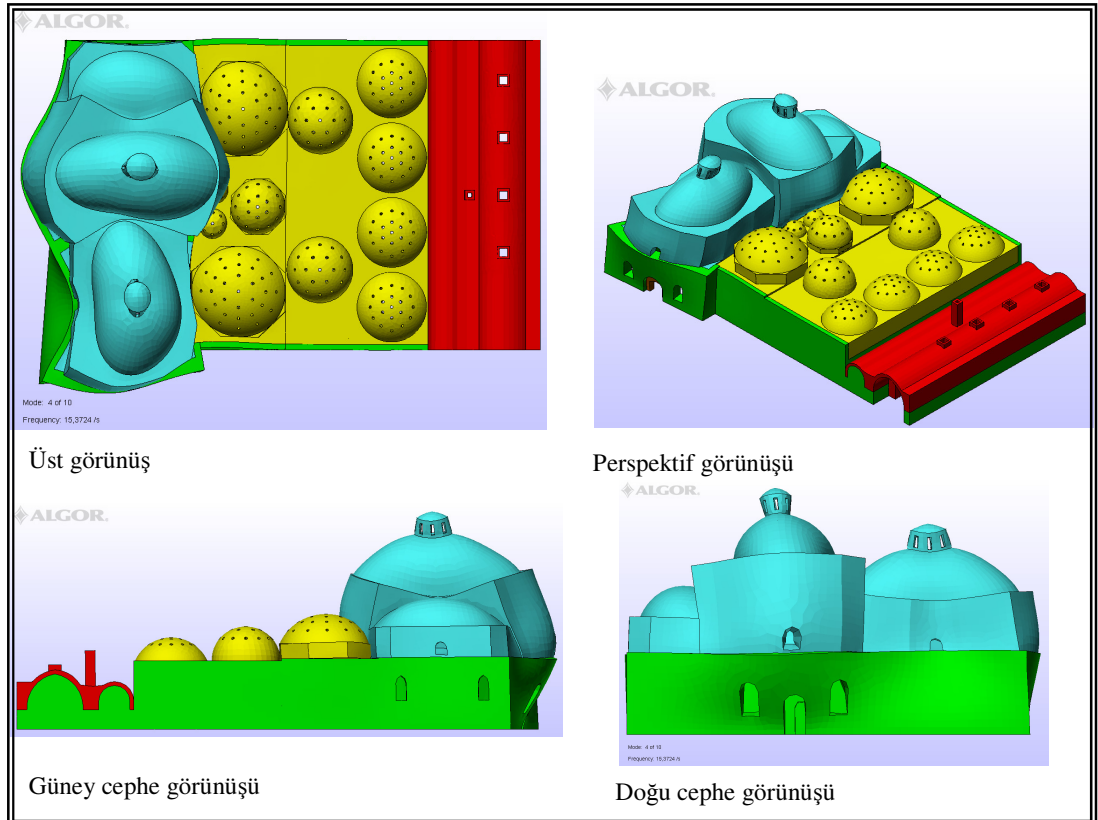 ALGOR.
Mode: 4 of 10
Frequency: 15,3724 /s
Üst görünüş
ALGOR.
Perspektif görünüşü
ALGOR.
Güney cephe görünüşü
ALGOR.
Mode: 4 of 10
Frequency: 15,3724 /s
Doğu cephe görünüşü